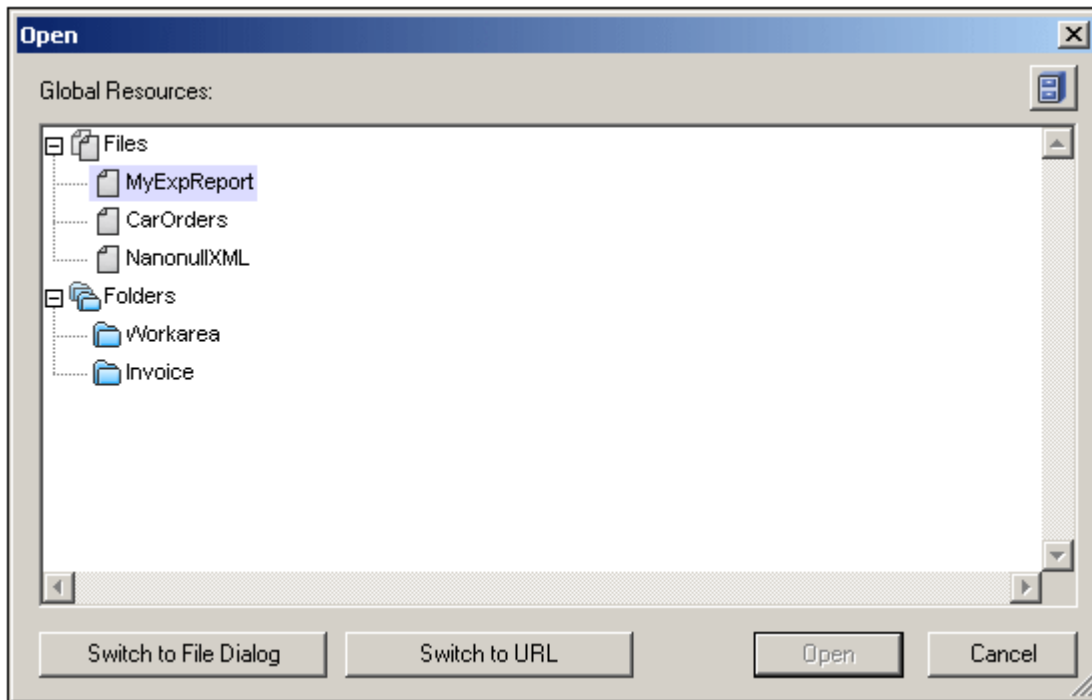 Open
Global Resources:
Files
MyExpReport
CarOrders
NanonullXML
Folders
Workarea
Invoice
Switch to File Dialog
Switch to URL
Open
Cancel